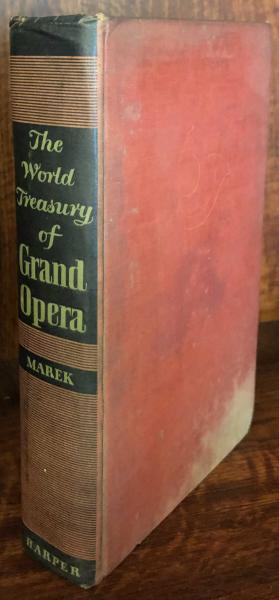 The
World
Treasury
of
Grand
Opera
MAREK
HARPER